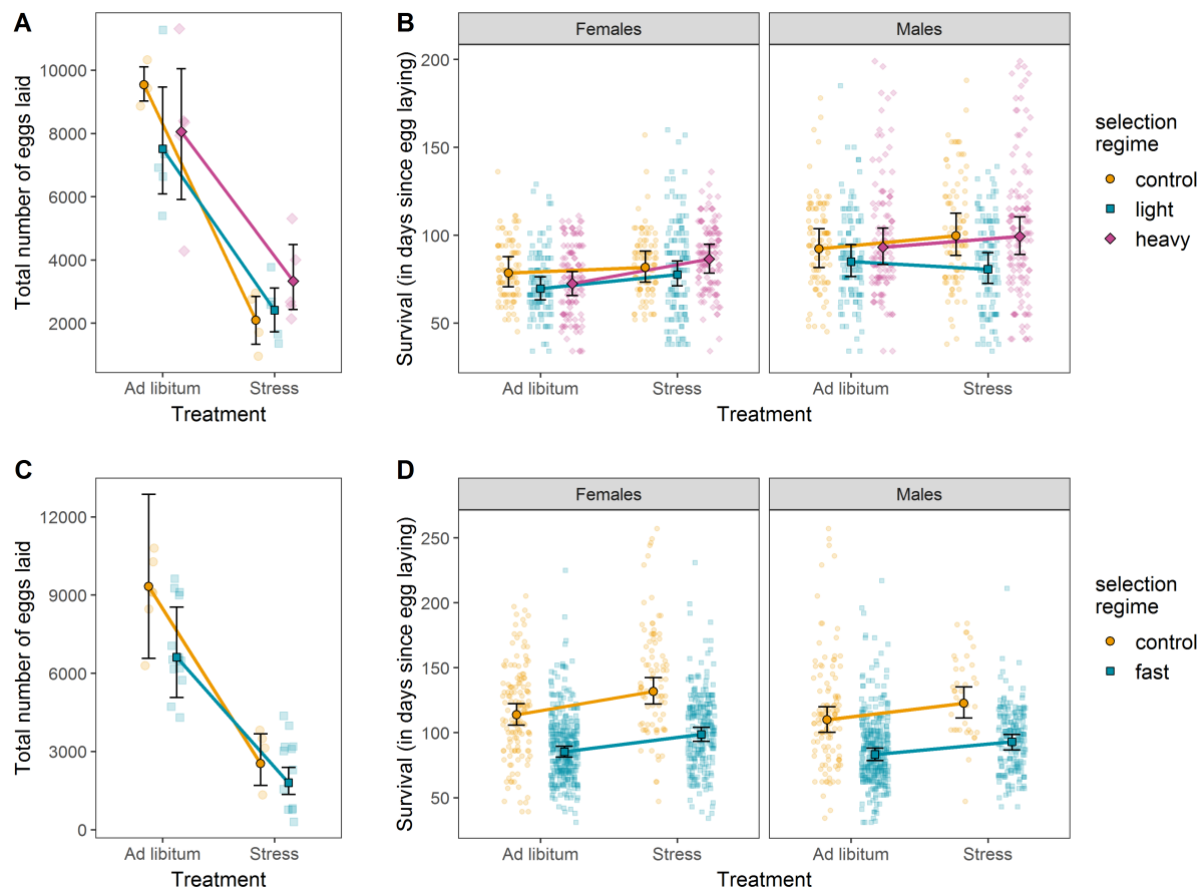 A
Total number of eggs laid
10000
8000
6000
4000
2000
Ad libitum
Stress
Treatment
B
Females
Males
Survival (in days since egg laying)
200
150
100
50
Ad libitum
Stress
Ad libitum
Stress
Treatment
selection
regime
control
light
heavy
C
Total number of eggs laid
12000
9000
6000
3000
0
Ad libitum
Stress
Treatment
D
Females
Males
Survival (in days since egg laying)
250
200
150
100
50
Ad libitum
Stress
Ad libitum
Stress
Treatment
selection
regime
control
fast